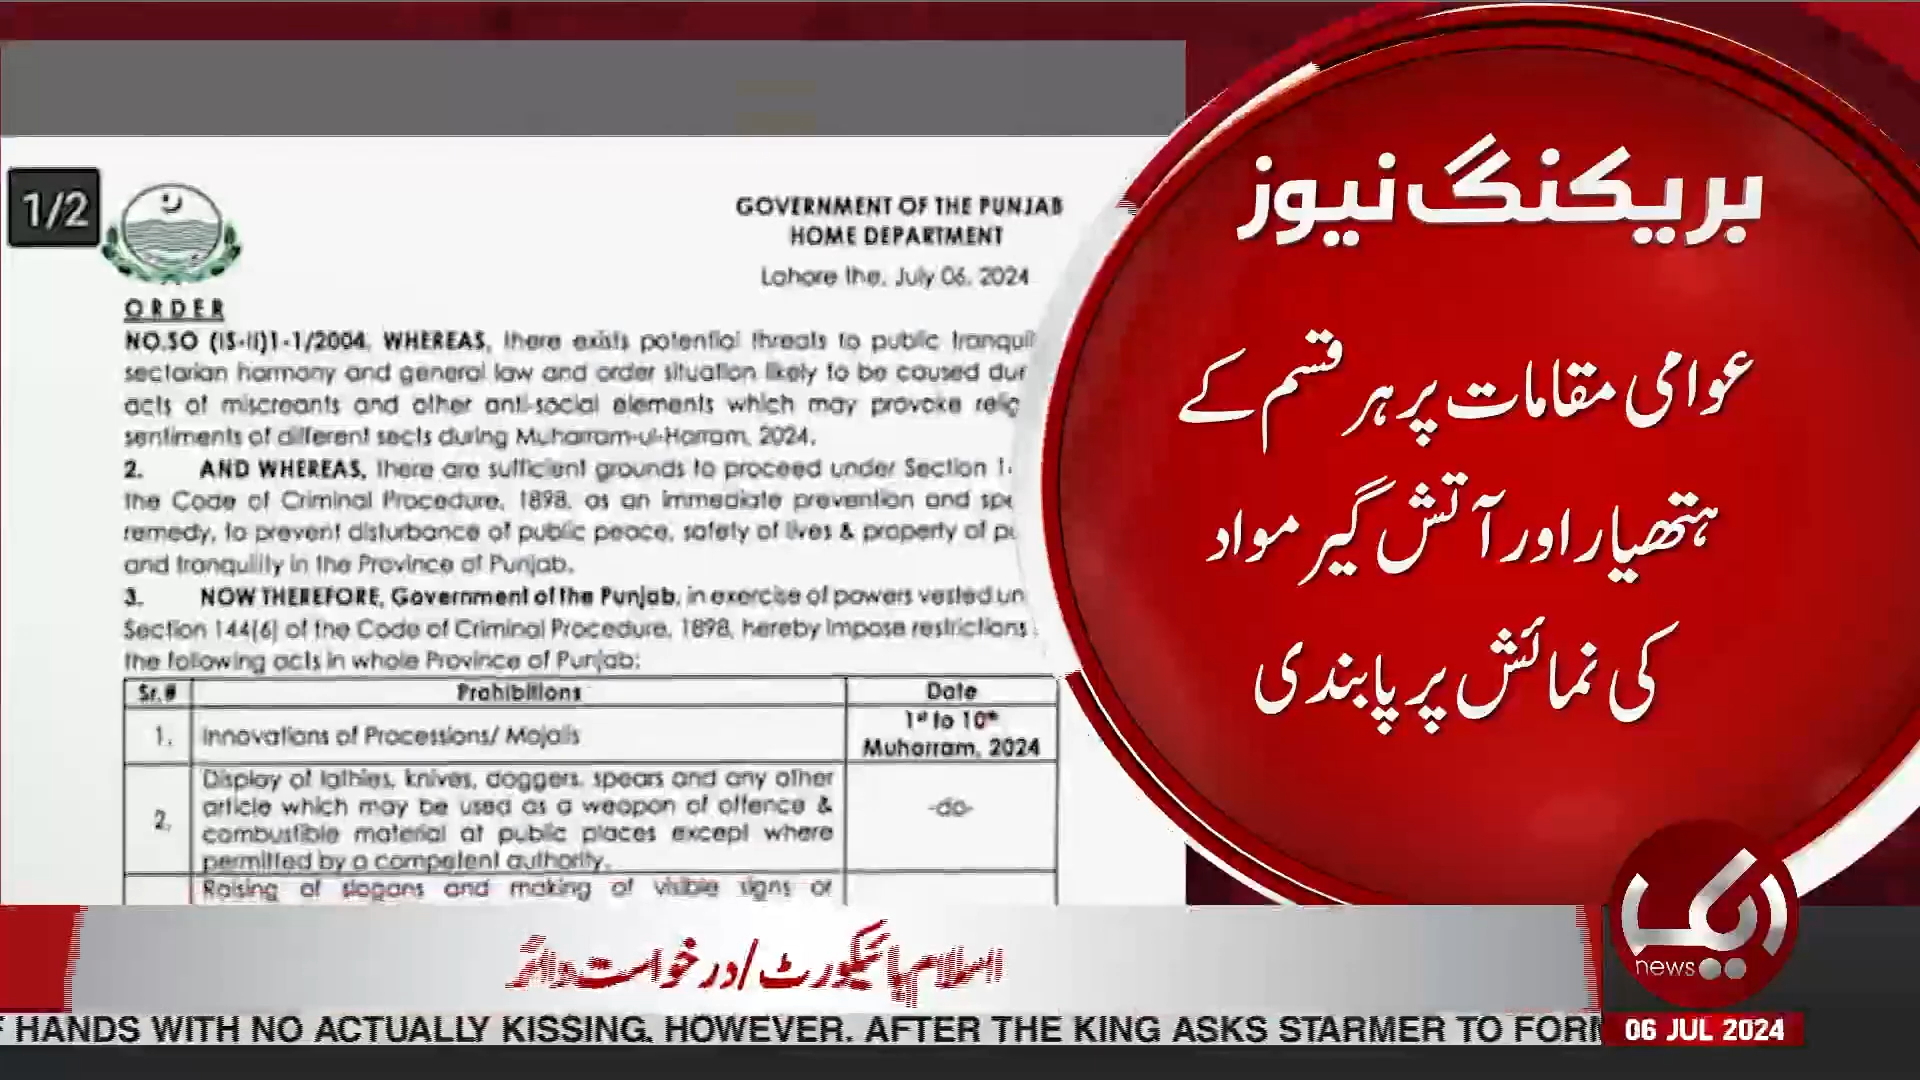 1/2
GOVERNMENT OF THE PUNJAB
HOME DEPARTMENT
Lahore the, July 06, 2024
ORDER
NO.SO (IS-II)1-1/2004. WHEREAS, there exists potential threats to public tranquil
sectarian harmony and general law and order situation likely to be caused
acts of miscreants and other anti-social elements which may provoke
sentiments of different sects during Muharram-ul-Harram, 2024.
2. AND WHEREAS, there are sufficient grounds to proceed under Section
the Code of Criminal Procedure, 1898, as an immediate prevention and
remedy, to prevent disturbance of public peace, safety of lives & property of
and tranquility in the Province of Punjab.
3. NOW THEREFORE, Government of the Punjab, in exercise of powers vested
Section 144(6) of the Code of Criminal Procedure, 1898, hereby impose restrictions
the following acts in whole Province of Punjab:
Sr.# Prohibitions Date
1. Innovations of Processions/ Majalis 1st to 10th Muharram, 2024
2. Display of lathies, knives, daggers, spears and any other
article which may be used as a weapon of offence &
combustible material at public places except where
permitted by a competent authority. -do-
Raising of slogans and making of visible signs or
بریکنگ نیوز
عوامی مقامات پر ہر قسم کے
ہتھیار اور آتش گیر مواد
کی نمائش پر پابندی
اسلام ہائیکورٹ/درخواست دائر
ایک
news
HANDS WITH NO ACTUALLY KISSING. HOWEVER. AFTER THE KING ASKS STARMER TO FORM
06 JUL 2024